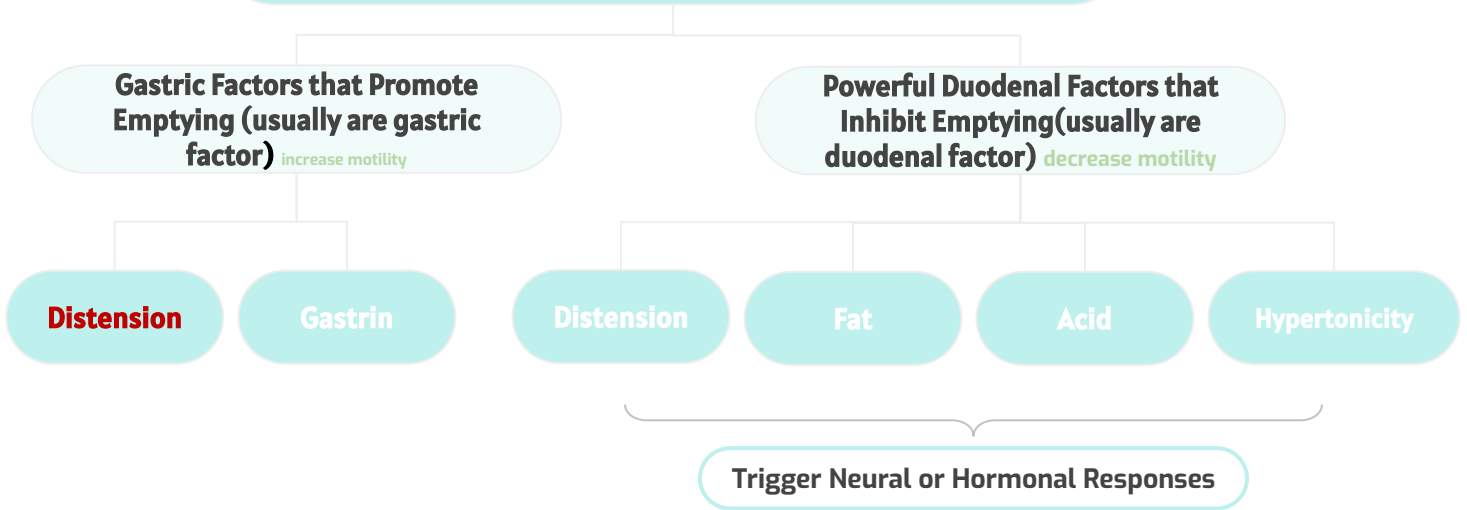 Gastric Factors that Promote
Emptying (usually are gastric
factor) increase motility
Powerful Duodenal Factors that
Inhibit Emptying(usually are
duodenal factor) decrease motility
Distension
Gastrin
Distension
Fat
Acid
Hypertonicity
Trigger Neural or Hormonal Responses